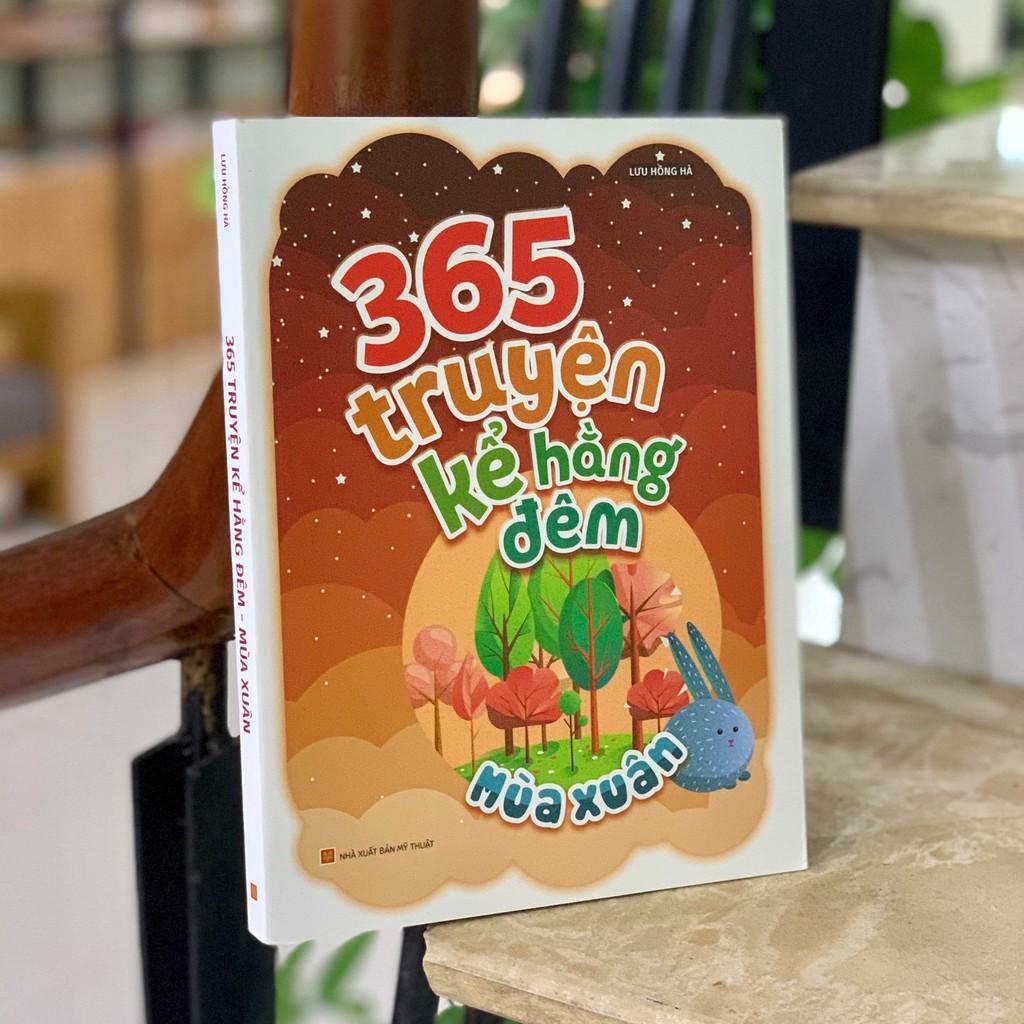 LƯU HỒNG HÀ
365 TRUYỆN KỂ HẰNG ĐÊM - MÙA XUÂN
LƯU HỒNG HÀ
365
truyện
kể hằng
đêm
Mùa xuân
NHÀ XUẤT BẢN MỸ THUẬT